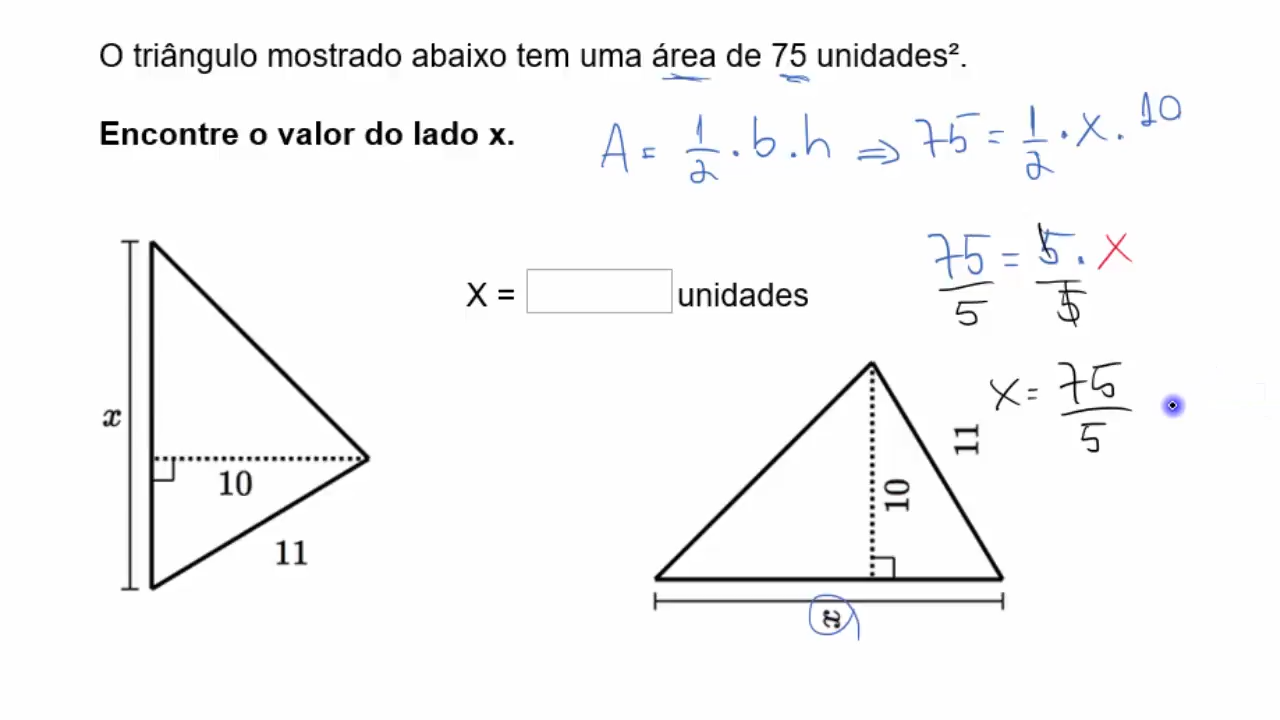 O triângulo mostrado abaixo tem uma área de 75 unidades².
Encontre o valor do lado x.
A = 1/2 . b . h ⇒ 75 = 1/2 . x . 10
75/5 = 5/5 . x
X = unidades
x = 75/5
x
10
11
10
11
x